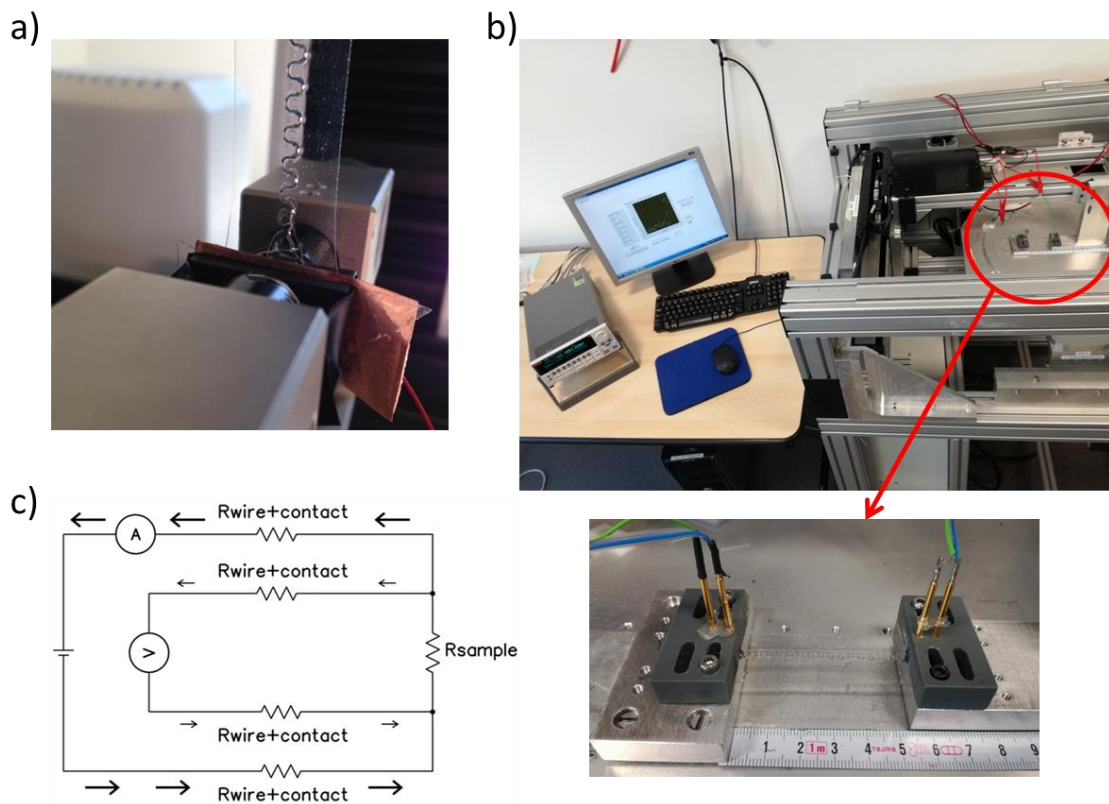 a)
b)
c)
Rwire+contact
A
Rwire+contact
V
Rsample
Rwire+contact
Rwire+contact
1 2 1m 3 4 TAJIMA 5 6 7 8 9